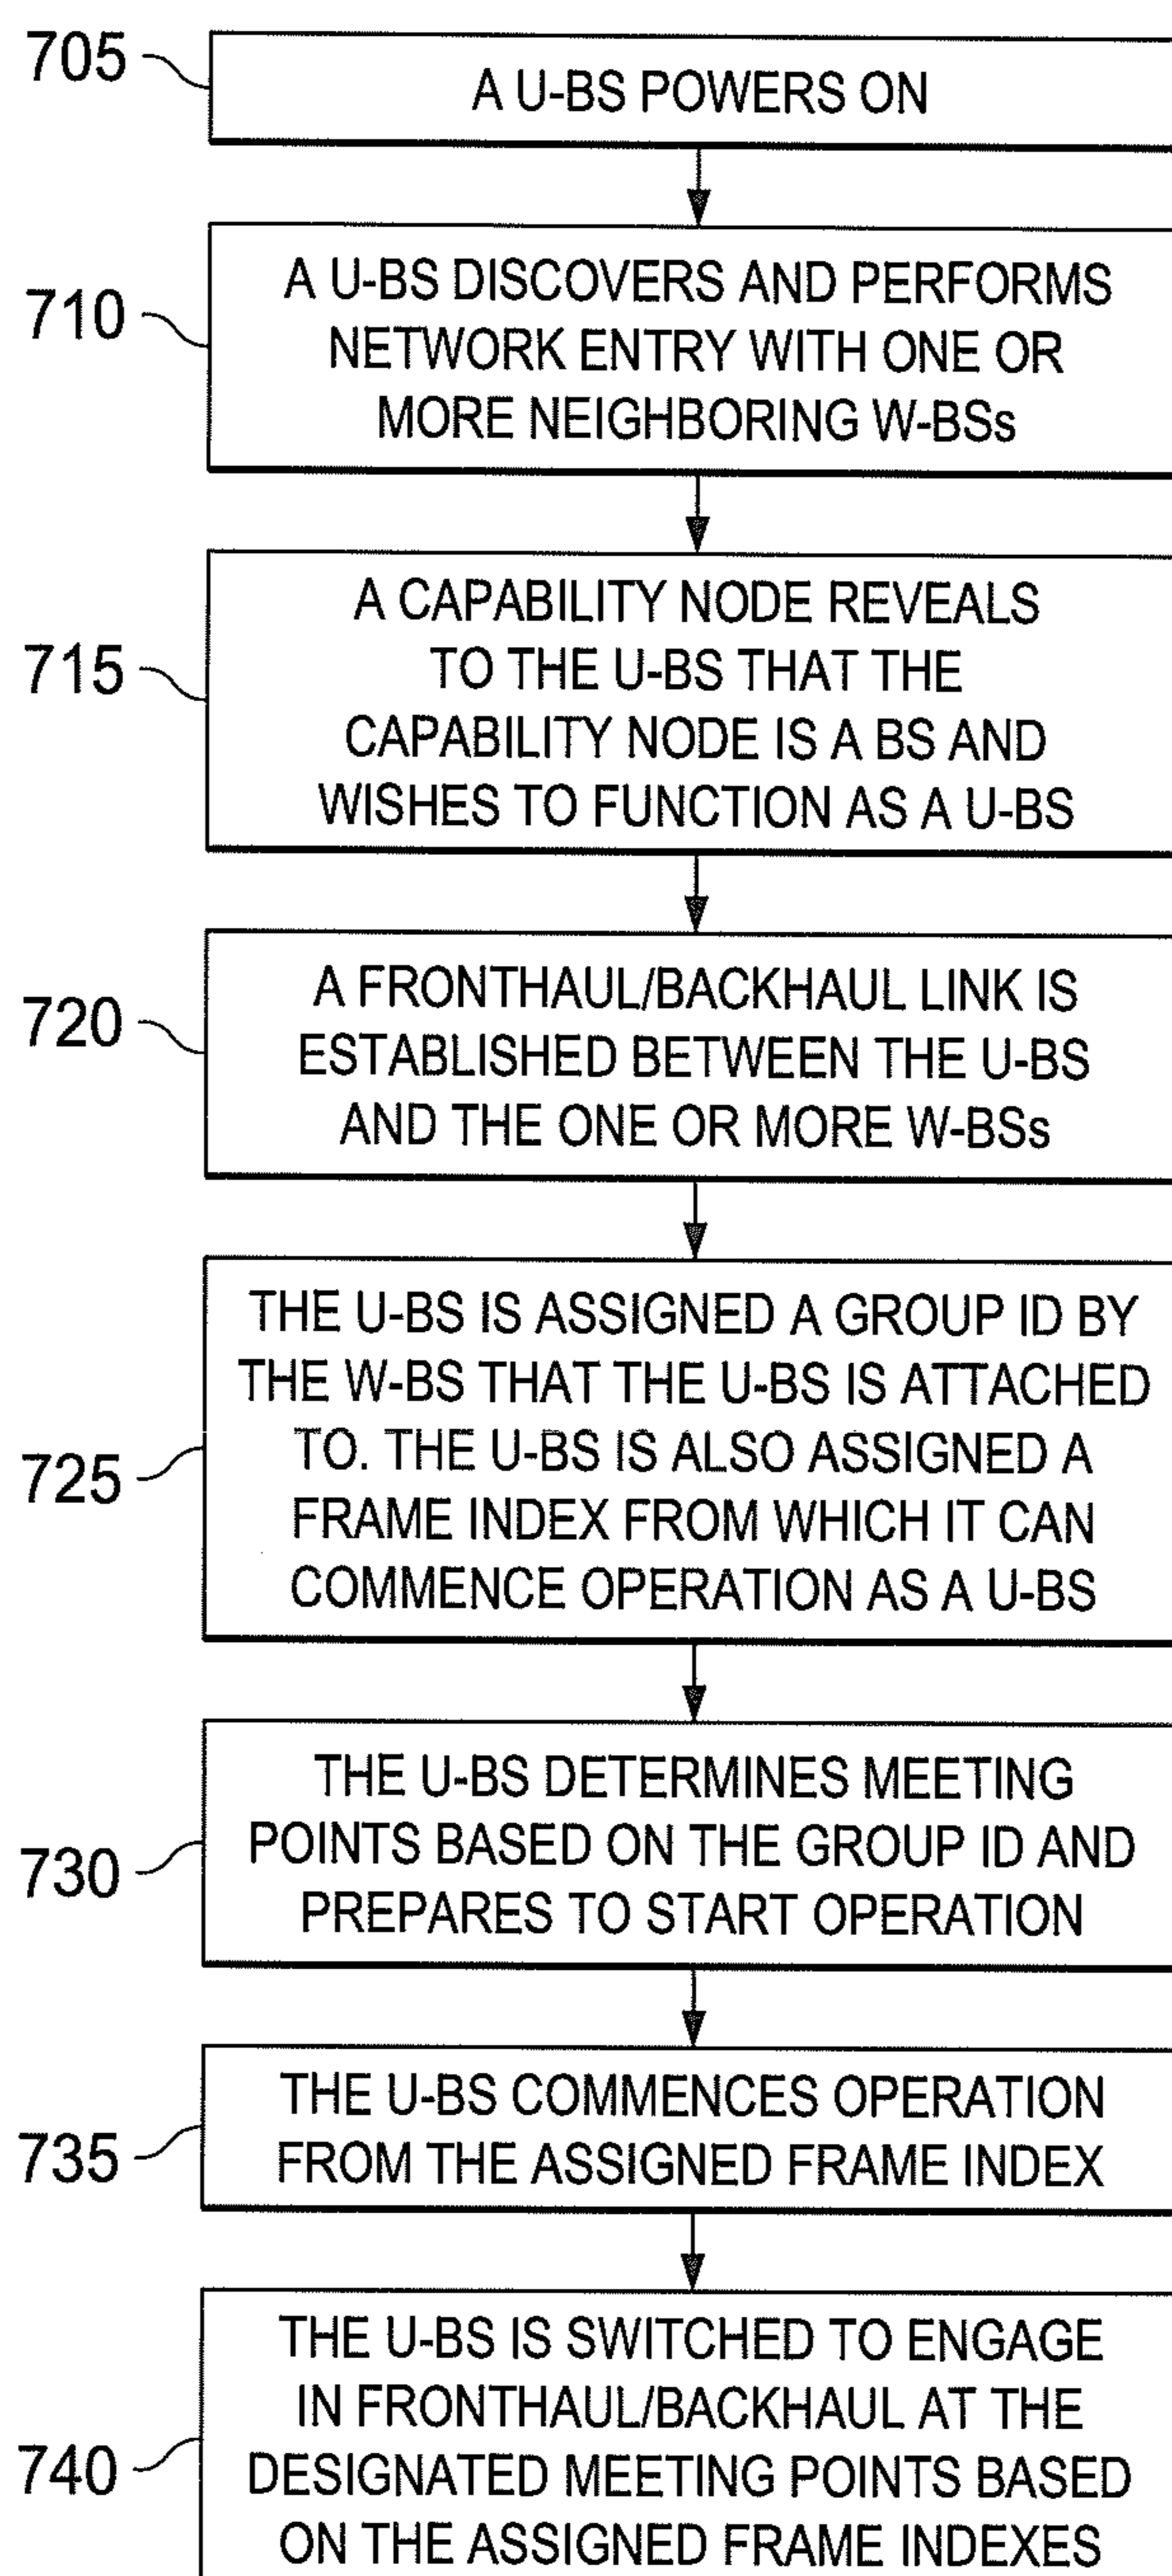 705
A U-BS POWERS ON
710
A U-BS DISCOVERS AND PERFORMS
NETWORK ENTRY WITH ONE OR
MORE NEIGHBORING W-BSs
715
A CAPABILITY NODE REVEALS
TO THE U-BS THAT THE
CAPABILITY NODE IS A BS AND
WISHES TO FUNCTION AS A U-BS
720
A FRONTHAUL/BACKHAUL LINK IS
ESTABLISHED BETWEEN THE U-BS
AND THE ONE OR MORE W-BSs
725
THE U-BS IS ASSIGNED A GROUP ID BY
THE W-BS THAT THE U-BS IS ATTACHED
TO. THE U-BS IS ALSO ASSIGNED A
FRAME INDEX FROM WHICH IT CAN
COMMENCE OPERATION AS A U-BS
730
THE U-BS DETERMINES MEETING
POINTS BASED ON THE GROUP ID AND
PREPARES TO START OPERATION
735
THE U-BS COMMENCES OPERATION
FROM THE ASSIGNED FRAME INDEX
740
THE U-BS IS SWITCHED TO ENGAGE
IN FRONTHAUL/BACKHAUL AT THE
DESIGNATED MEETING POINTS BASED
ON THE ASSIGNED FRAME INDEXES